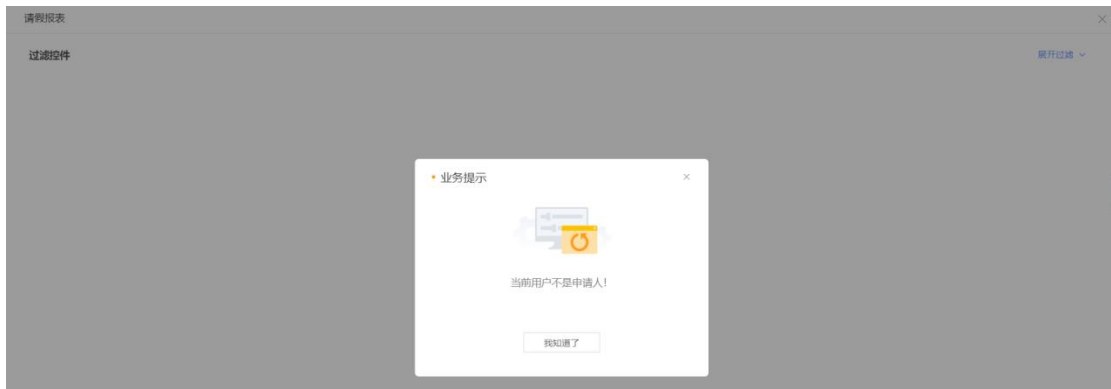 请假报表
过滤控件
展开过滤
业务提示
当前用户不是申请人!
我知道了